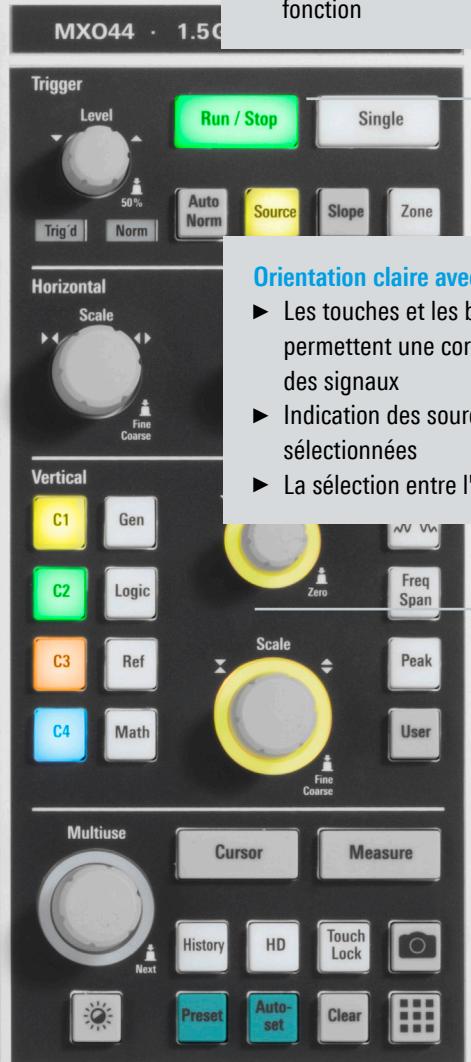 fonction
MXO44 · 1.5G
Trigger
Level
Run / Stop
Single
50%
Auto
Norm
Source
Slope
Zone
Trig'd
Norm
Horizontal
Scale
Fine
Coarse
Orientation claire avec
► Les touches et les b
permettent une cor
des signaux
► Indication des sourc
sélectionnées
► La sélection entre l'
Vertical
C1
Gen
C2
Logic
Zero
Freq
Span
C3
Ref
Scale
Peak
C4
Math
User
Fine
Coarse
Multiuse
Cursor
Measure
Next
History
HD
Touch
Lock
Preset
Auto-
set
Clear